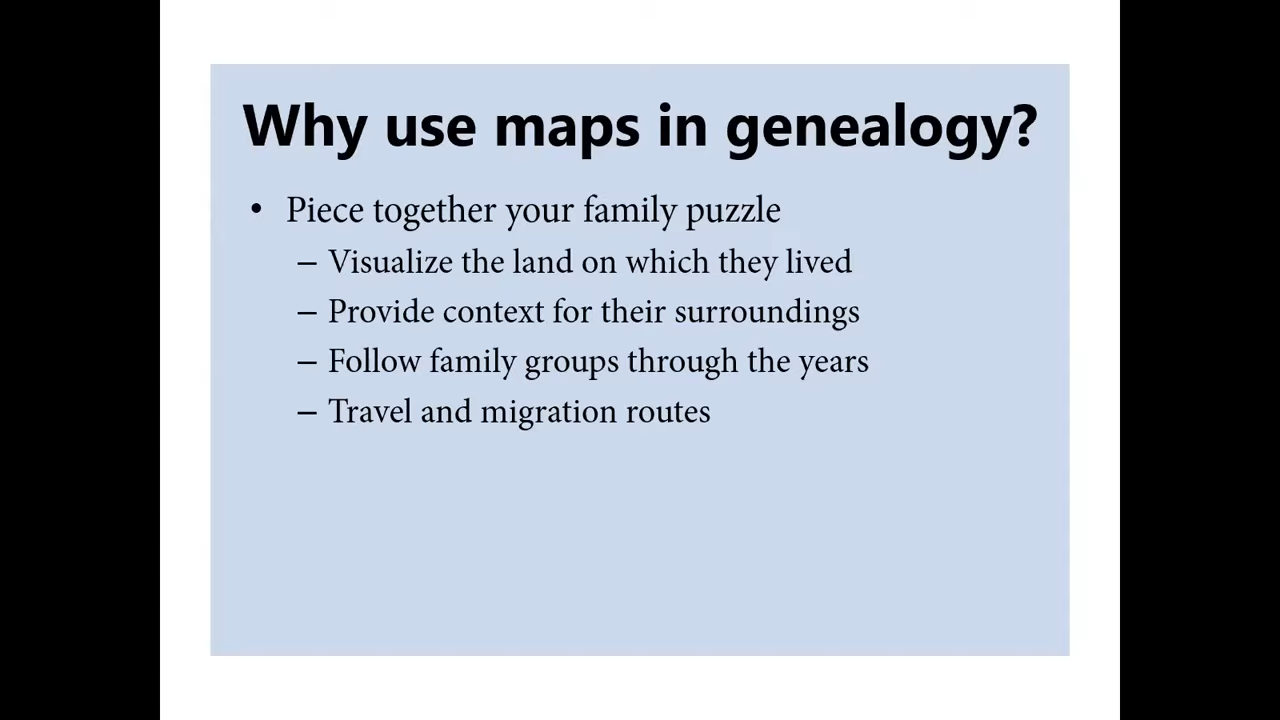 Why use maps in genealogy?
• Piece together your family puzzle
– Visualize the land on which they lived
– Provide context for their surroundings
– Follow family groups through the years
– Travel and migration routes